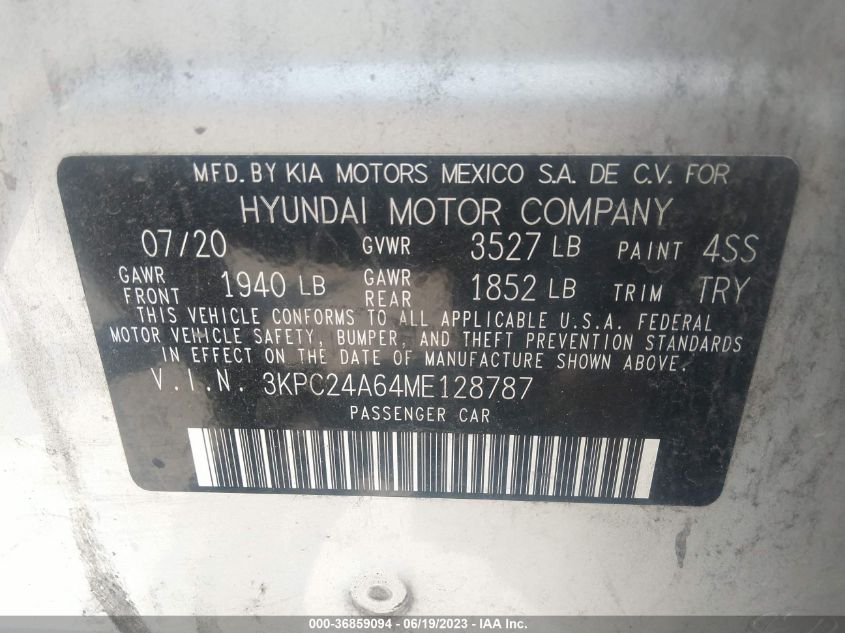 MFD. BY KIA MOTORS MEXICO S.A. DE C.V. FOR
HYUNDAI MOTOR COMPANY
07/20 GVWR 3527 LB PAINT 4SS
GAWR FRONT 1940 LB GAWR REAR 1852 LB TRIM TRY
THIS VEHICLE CONFORMS TO ALL APPLICABLE U.S.A. FEDERAL
MOTOR VEHICLE SAFETY, BUMPER, AND THEFT PREVENTION STANDARDS
IN EFFECT ON THE DATE OF MANUFACTURE SHOWN ABOVE.
V.I.N. 3KPC24A64ME128787
PASSENGER CAR
000-36859094 - 06/19/2023 - IAA Inc.